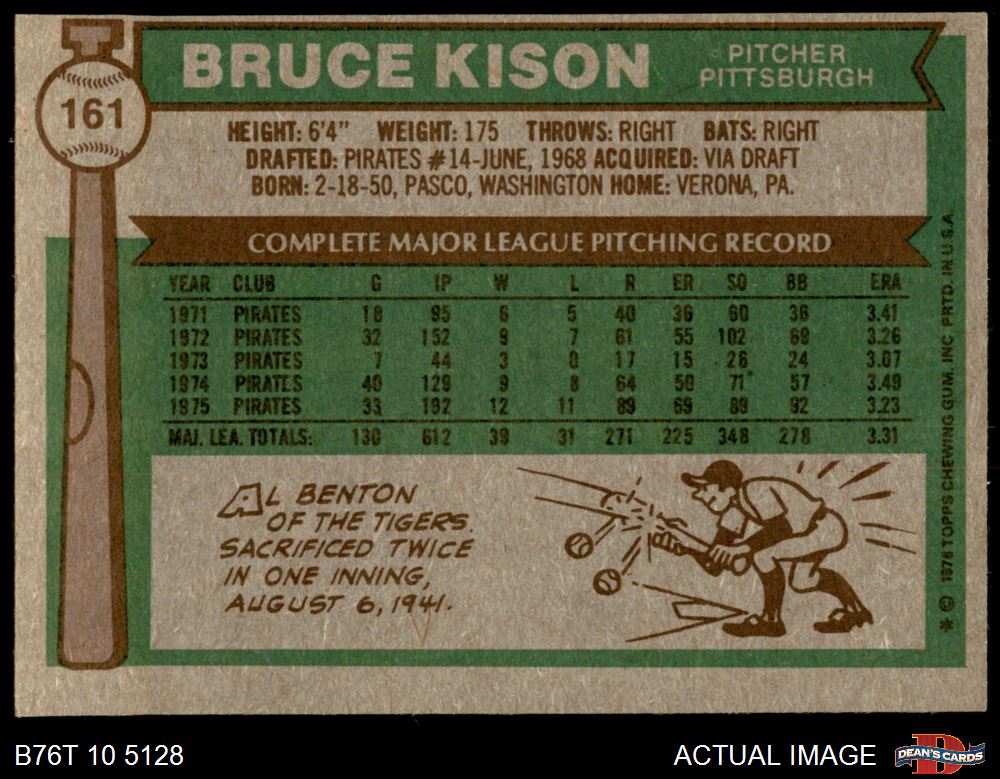 161
BRUCE KISON
PITCHER
PITTSBURGH
HEIGHT: 6'4" WEIGHT: 175 THROWS: RIGHT BATS: RIGHT
DRAFTED: PIRATES #14-JUNE, 1968 ACQUIRED: VIA DRAFT
BORN: 2-18-50, PASCO, WASHINGTON HOME: VERONA, PA.
COMPLETE MAJOR LEAGUE PITCHING RECORD
YEAR CLUB G IP W L R ER SO BB ERA
1971 PIRATES 18 95 6 5 40 36 60 36 3.41
1972 PIRATES 32 152 9 7 61 55 102 69 3.26
1973 PIRATES 7 44 3 0 17 15 26 24 3.07
1974 PIRATES 40 129 9 8 64 50 71 57 3.49
1975 PIRATES 33 192 12 11 89 69 89 92 3.23
MAJ. LEA. TOTALS: 130 612 39 31 271 225 348 278 3.31
AL BENTON
OF THE TIGERS
SACRIFICED TWICE
IN ONE INNING,
AUGUST 6, 1941.
* © 1976 TOPPS CHEWING GUM, INC PRTD. IN U.S.A.
B76T 10 5128
ACTUAL IMAGE
DEAN'S CARDS